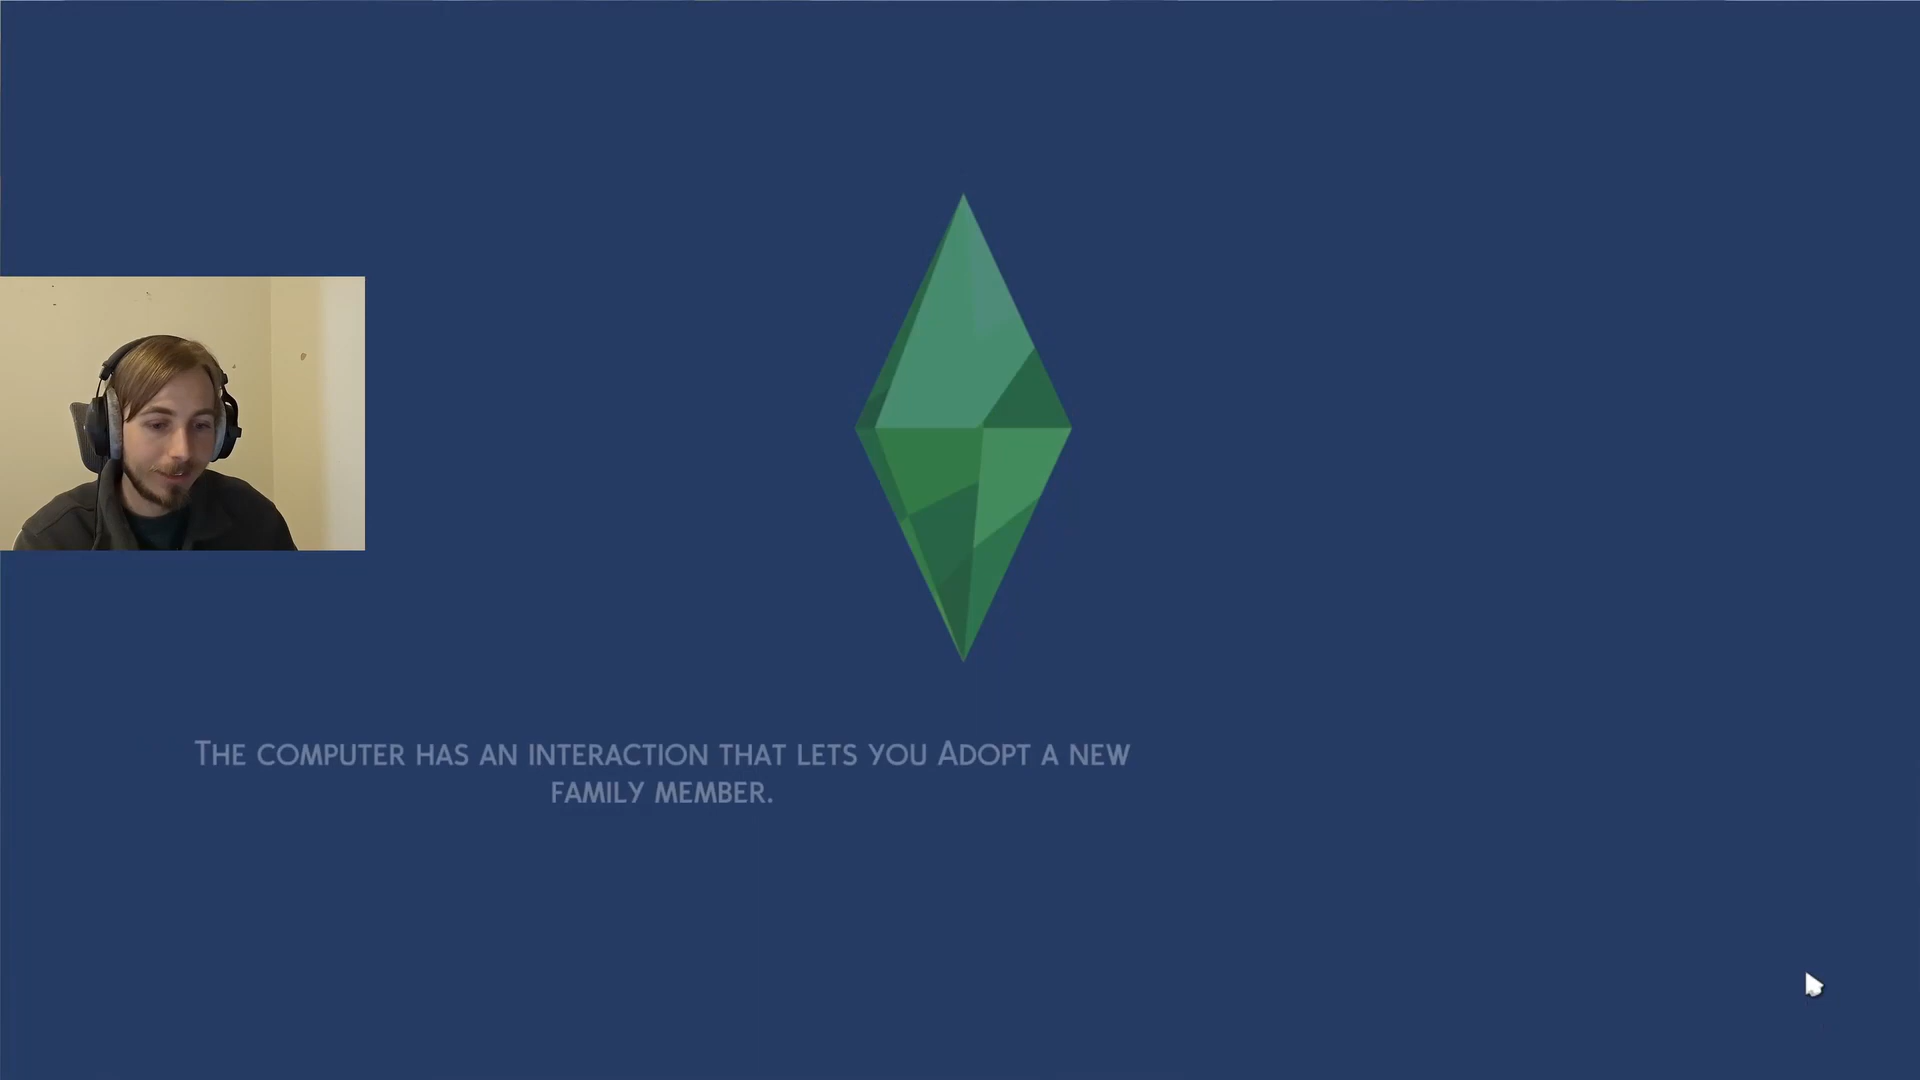 The computer has an interaction that lets you Adopt a new
family member.